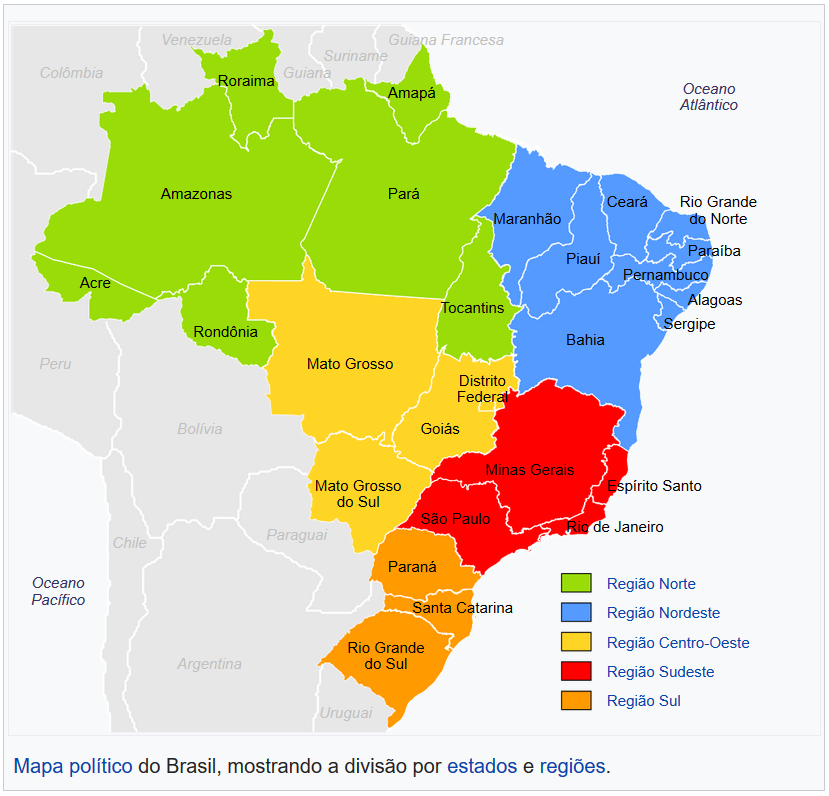 Venezuela
Guiana Francesa
Suriname
Colômbia
Guiana
Roraima
Amapá
Oceano
Atlântico
Amazonas
Pará
Maranhão
Ceará
Rio Grande
do Norte
Paraíba
Piauí
Pernambuco
Acre
Alagoas
Tocantins
Sergipe
Rondônia
Bahia
Peru
Mato Grosso
Distrito
Federal
Bolívia
Goiás
Minas Gerais
Mato Grosso
do Sul
Espírito Santo
São Paulo
Rio de Janeiro
Paraguai
Chile
Paraná
Oceano
Pacífico
Santa Catarina
Rio Grande
do Sul
Argentina
Uruguai
Região Norte
Região Nordeste
Região Centro-Oeste
Região Sudeste
Região Sul
Mapa político do Brasil, mostrando a divisão por estados e regiões.